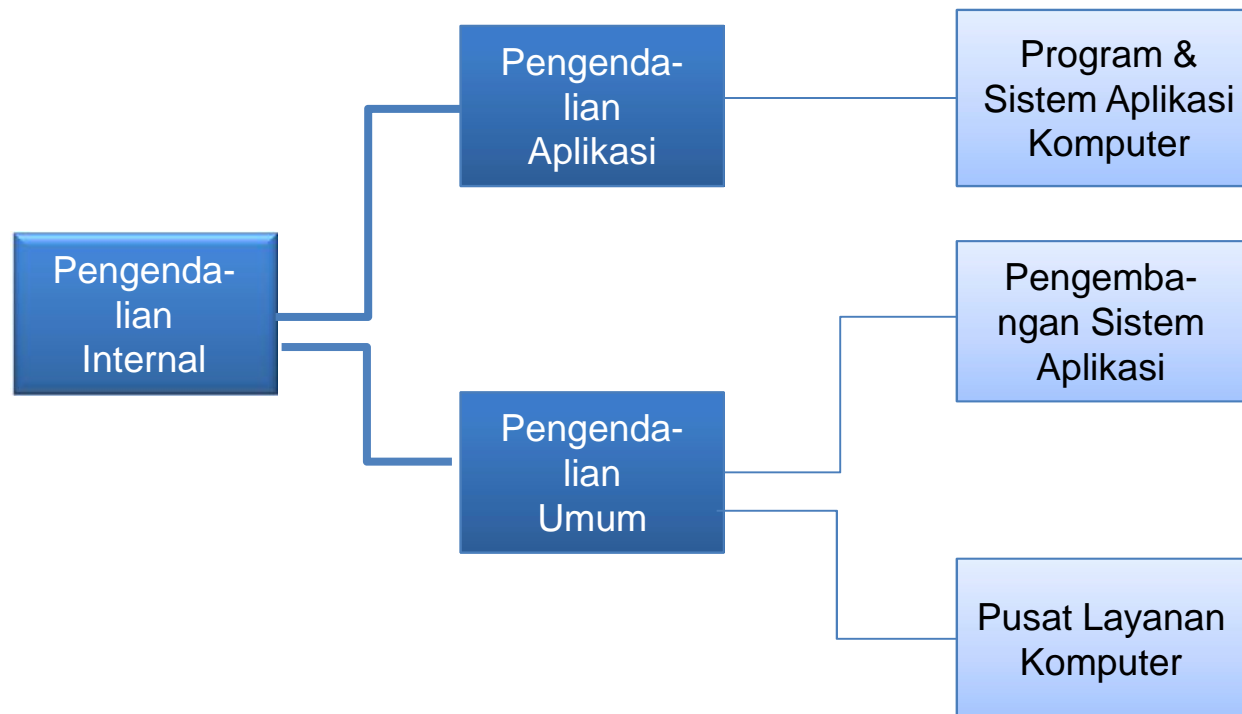 Pengenda-
lian
Internal
Pengenda-
lian
Aplikasi
Program &
Sistem Aplikasi
Komputer
Pengenda-
lian
Umum
Pengemba-
ngan Sistem
Aplikasi
Pusat Layanan
Komputer